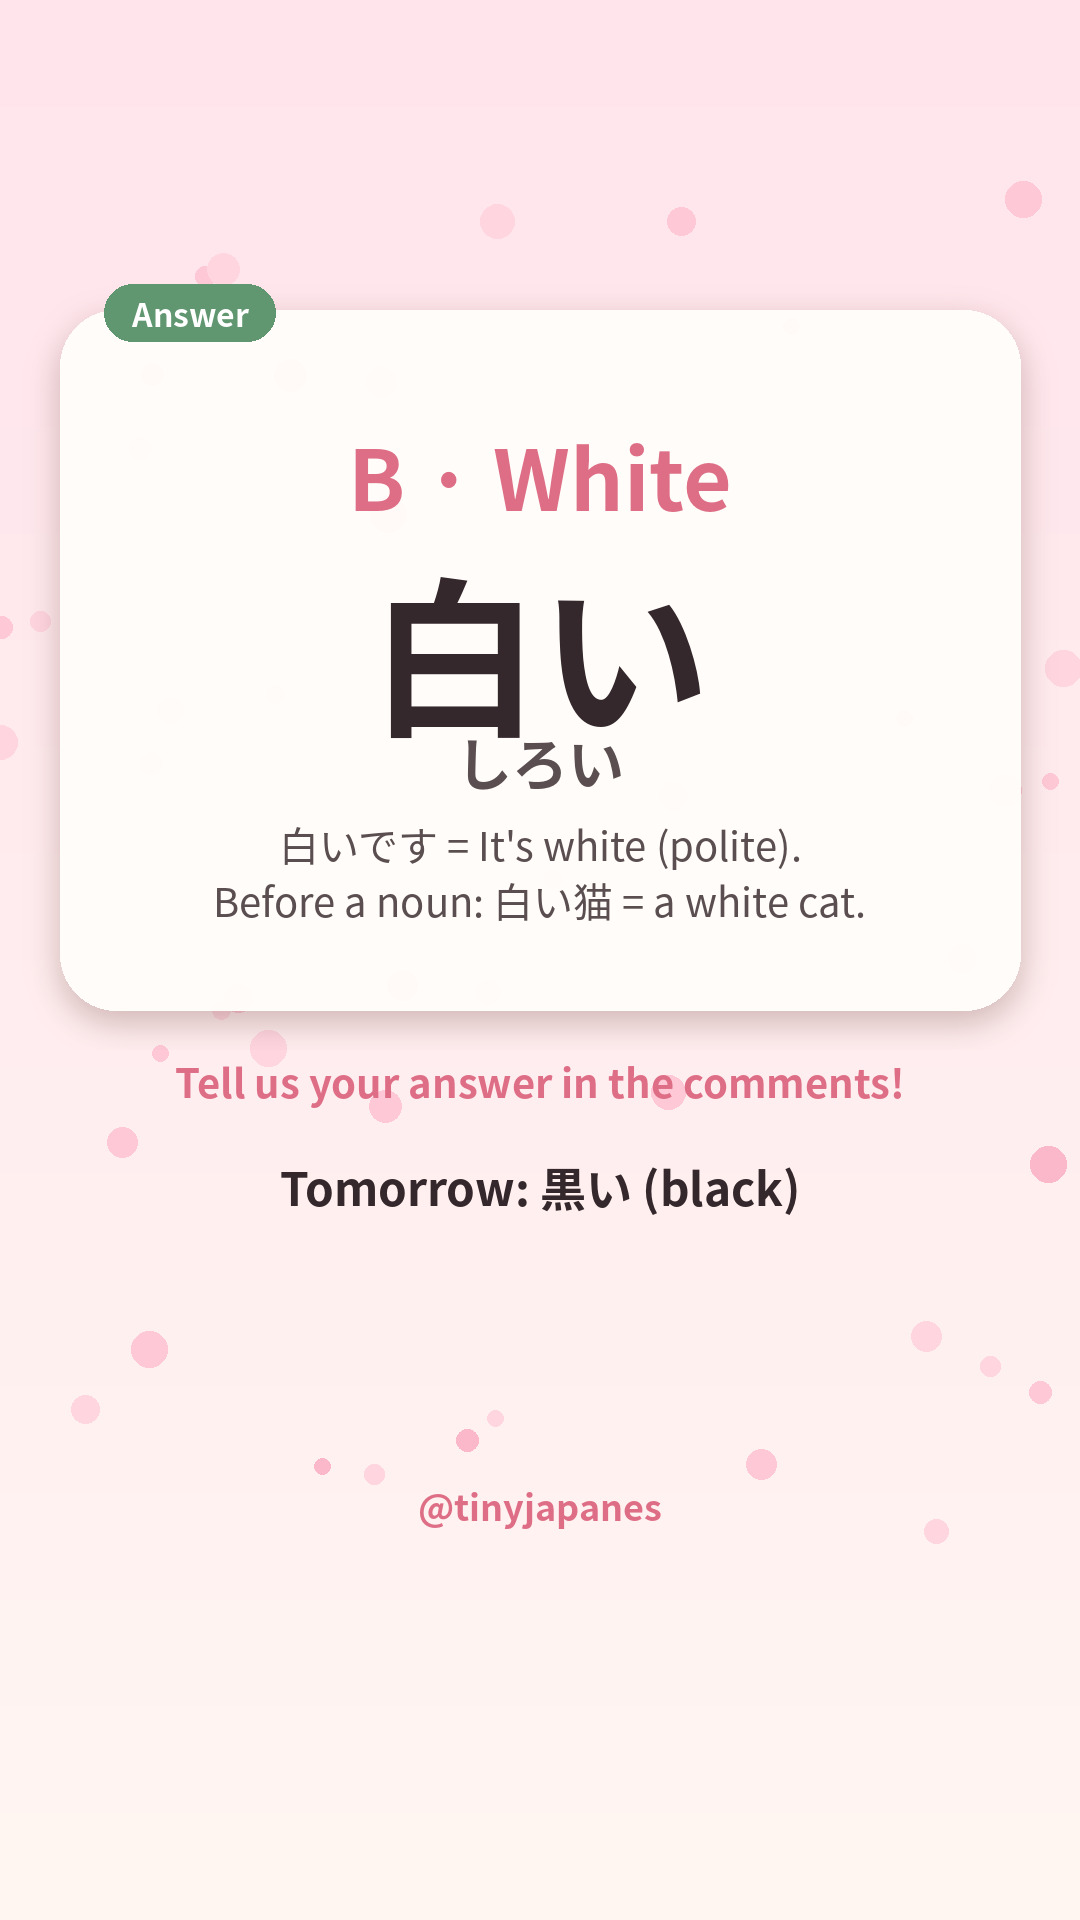 Answer
B · White
白い
しろい
白いです = It's white (polite).
Before a noun: 白い猫 = a white cat.
Tell us your answer in the comments!
Tomorrow: 黒い (black)
@tinyjapanes